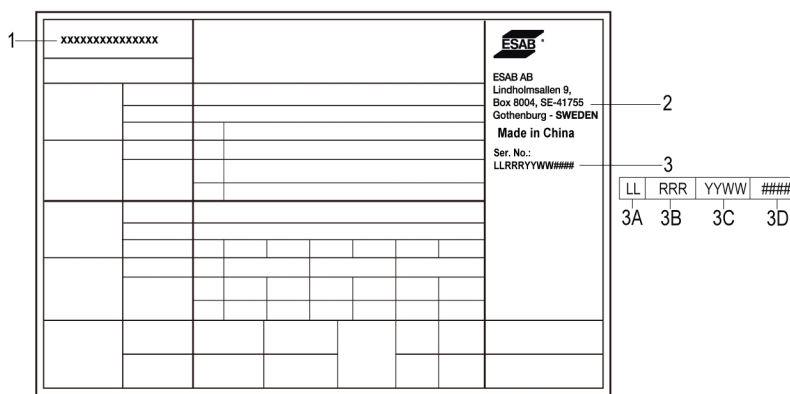 1
xxxxxxxxxxxxxxx
ESAB
ESAB AB
Lindholmsallen 9,
Box 8004, SE-41755
2
Gothenburg - SWEDEN
Made in China
Ser. No.:
LLRRRYYWW####
3
LL RRR YYWW ####
3A 3B 3C 3D